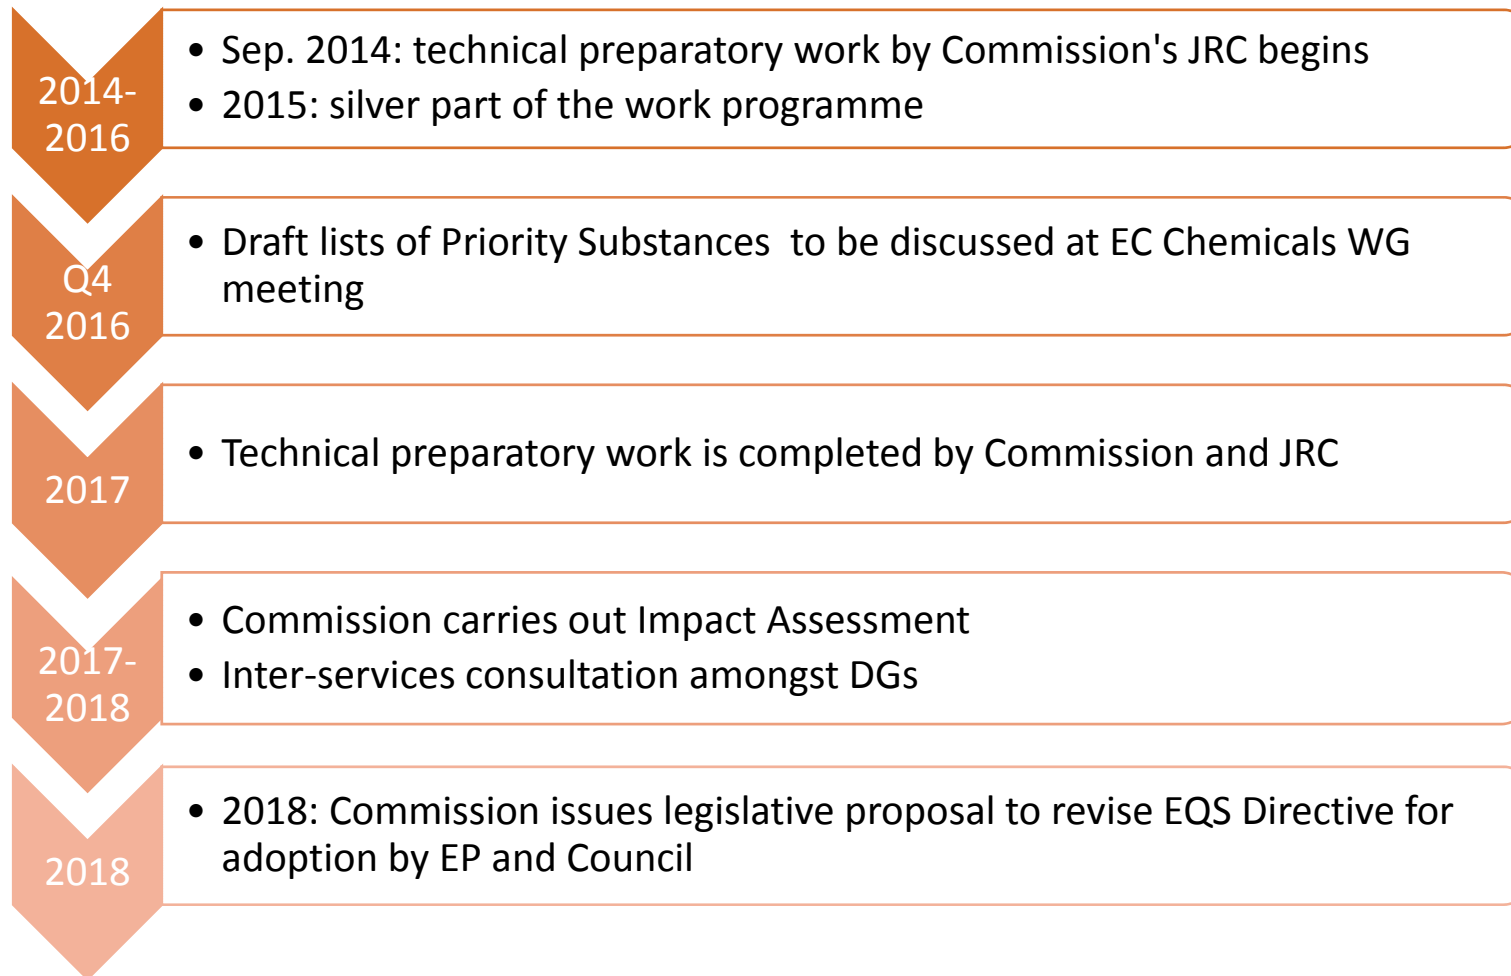 2014-
2016
• Sep. 2014: technical preparatory work by Commission's JRC begins
• 2015: silver part of the work programme
Q4
2016
• Draft lists of Priority Substances  to be discussed at EC Chemicals WG
meeting
2017
• Technical preparatory work is completed by Commission and JRC
2017-
2018
• Commission carries out Impact Assessment
• Inter-services consultation amongst DGs
2018
• 2018: Commission issues legislative proposal to revise EQS Directive for
adoption by EP and Council